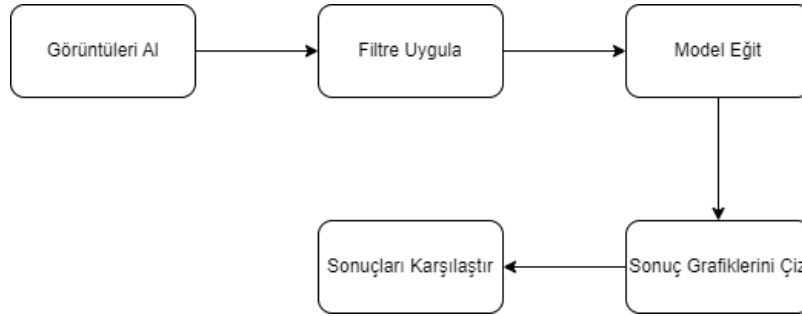 Görüntüleri Al
Filtre Uygula
Model Eğit
Sonuç Grafiklerini Çiz
Sonuçları Karşılaştır